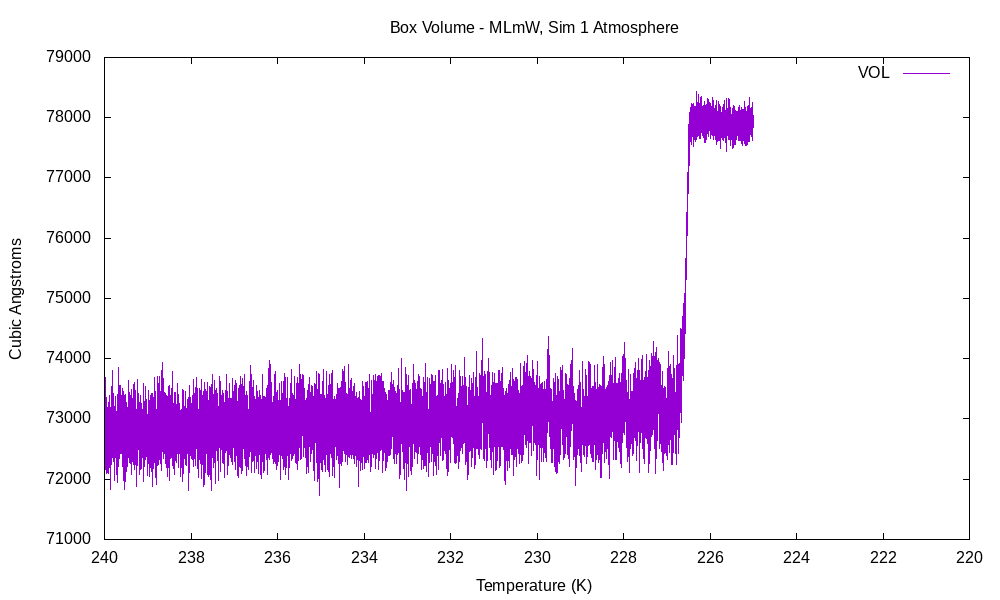 Box Volume - MLmW, Sim 1 Atmosphere
79000
VOL
78000
77000
76000
75000
74000
73000
72000
71000
Cubic Angstroms
240 238 236 234 232 230 228 226 224 222 220
Temperature (K)